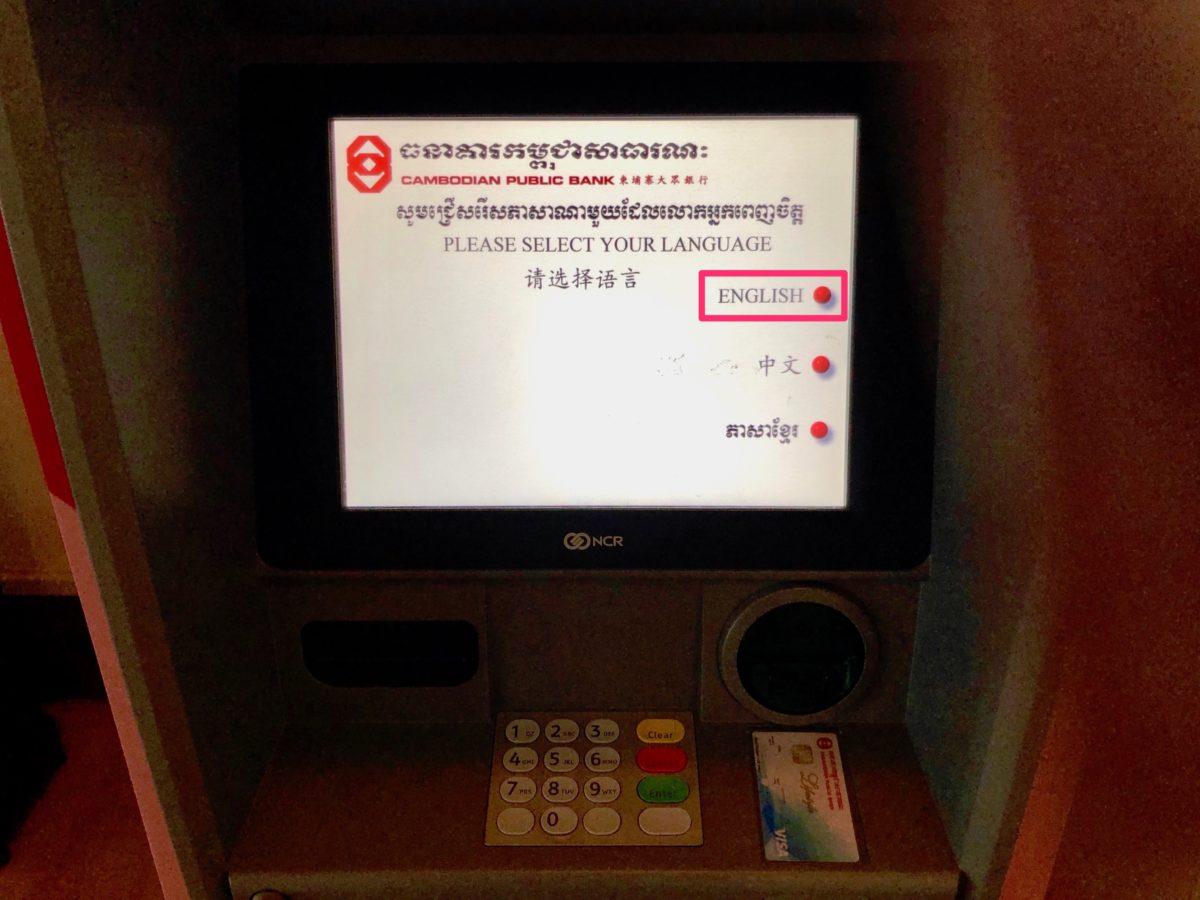 ធនាគារកម្ពុជាសាធារណៈ
CAMBODIAN PUBLIC BANK 柬埔寨大眾銀行
សូមជ្រើសរើសភាសាណាមួយដែលលោកអ្នកពេញចិត្ត
PLEASE SELECT YOUR LANGUAGE
请选择语言
ENGLISH
中文
ភាសាខ្មែរ
NCR
1 QZ 2 ABC 3 DEF Clear
4 GHI 5 JKL 6 MNO
7 PRS 8 TUV 9 WXY Enter
0
Lifestyle
VISA